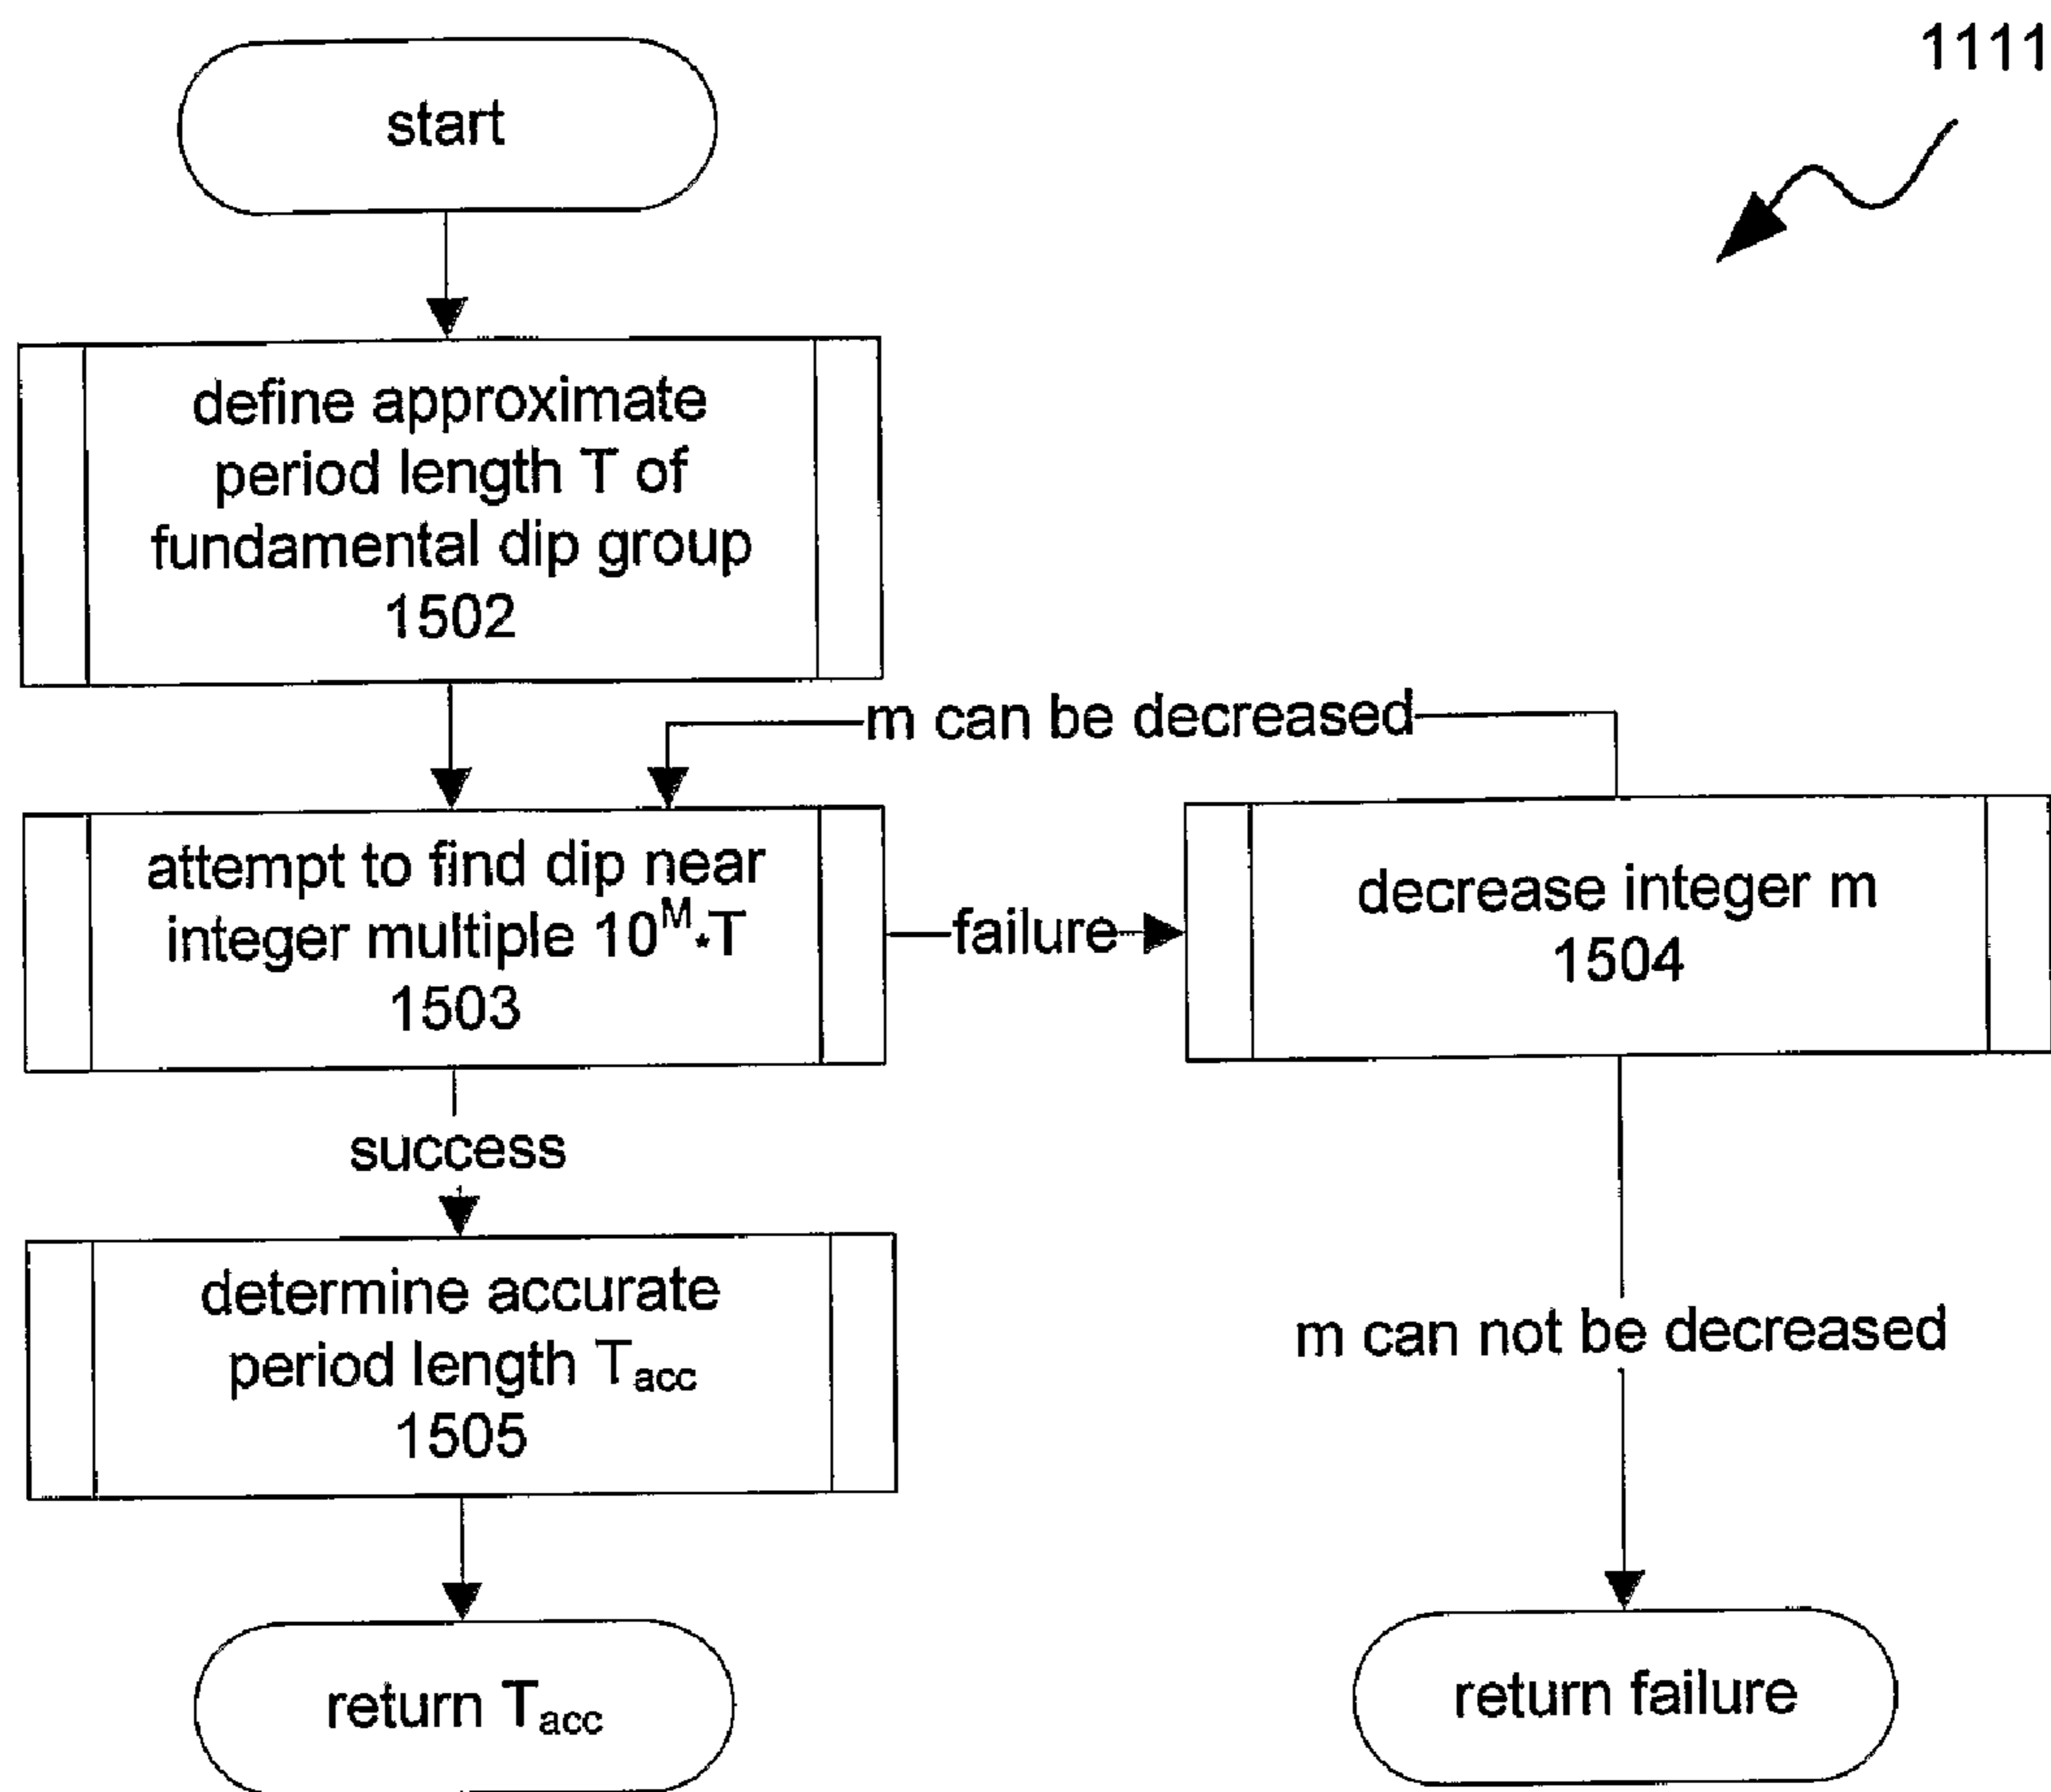 1111
start
define approximate
period length T of
fundamental dip group
1502
m can be decreased
attempt to find dip near
integer multiple 10ᴹ·T
1503
failure
decrease integer m
1504
success
m can not be decreased
determine accurate
period length Tacc
1505
return Tacc
return failure